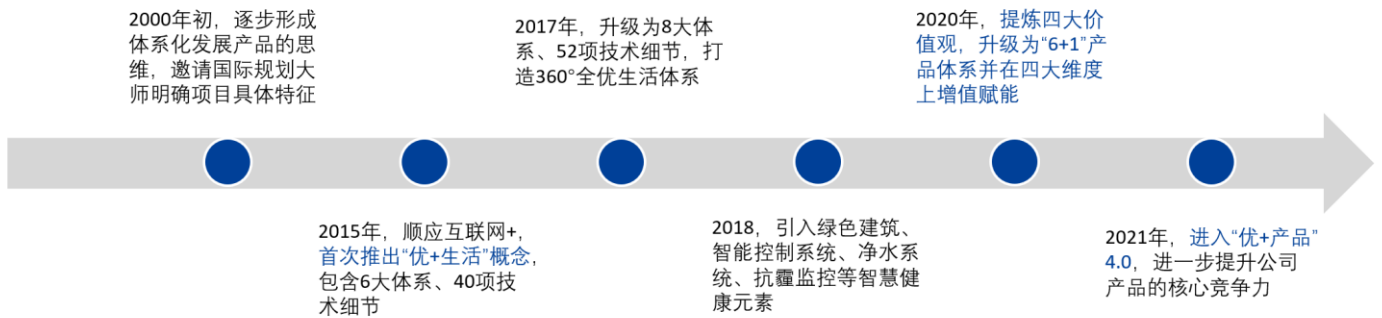 2000年初，逐步形成
体系化发展产品的思
维，邀请国际规划大
师明确项目具体特征
2015年，顺应互联网+，
首次推出“优+生活”概念，
包含6大体系、40项技
术细节
2017年，升级为8大体
系、52项技术细节，打
造360°全优生活体系
2018，引入绿色建筑、
智能控制系统、净水系
统、抗霾监控等智慧健
康元素
2020年，提炼四大价
值观，升级为“6+1”产
品体系并在四大维度
上增值赋能
2021年，进入“优+产品”
4.0，进一步提升公司
产品的核心竞争力